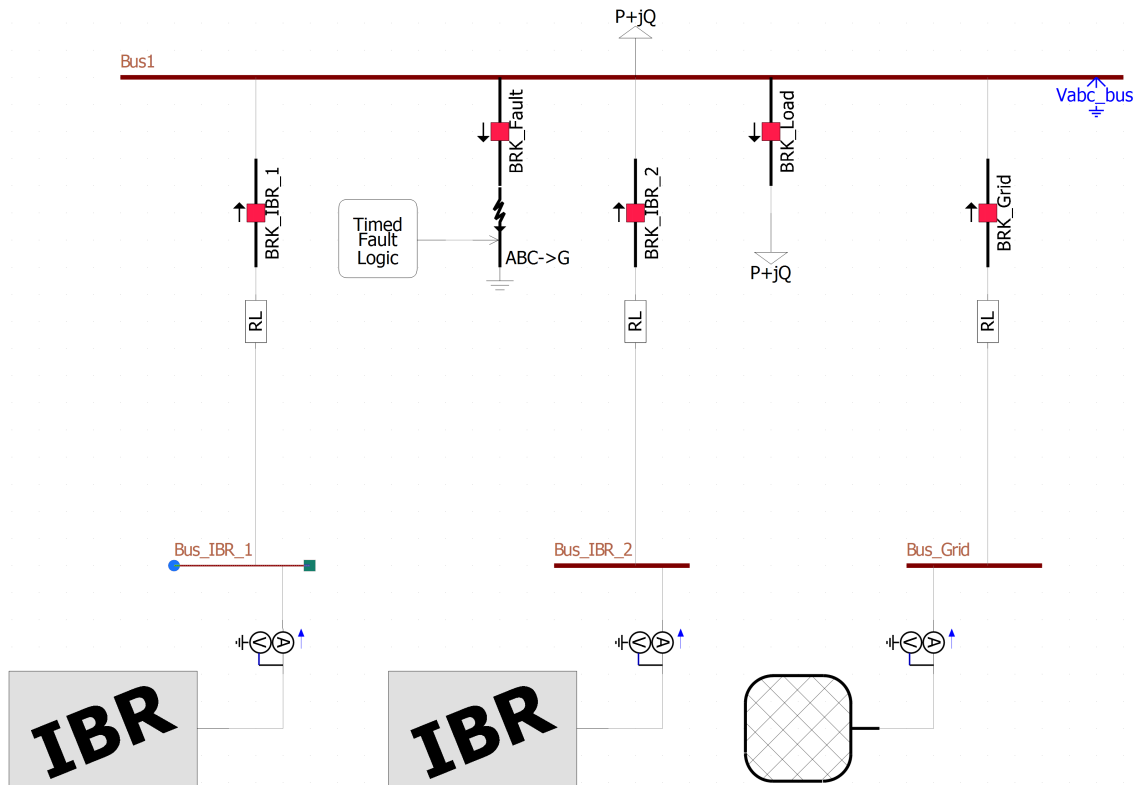 P+jQ
Bus1
Vabc_bus
BRK_Fault
BRK_Load
BRK_IBR_1
BRK_IBR_2
BRK_Grid
Timed
Fault
Logic
ABC->G
P+jQ
RL
RL
RL
Bus_IBR_1
Bus_IBR_2
Bus_Grid
V
A
V
A
V
A
IBR
IBR